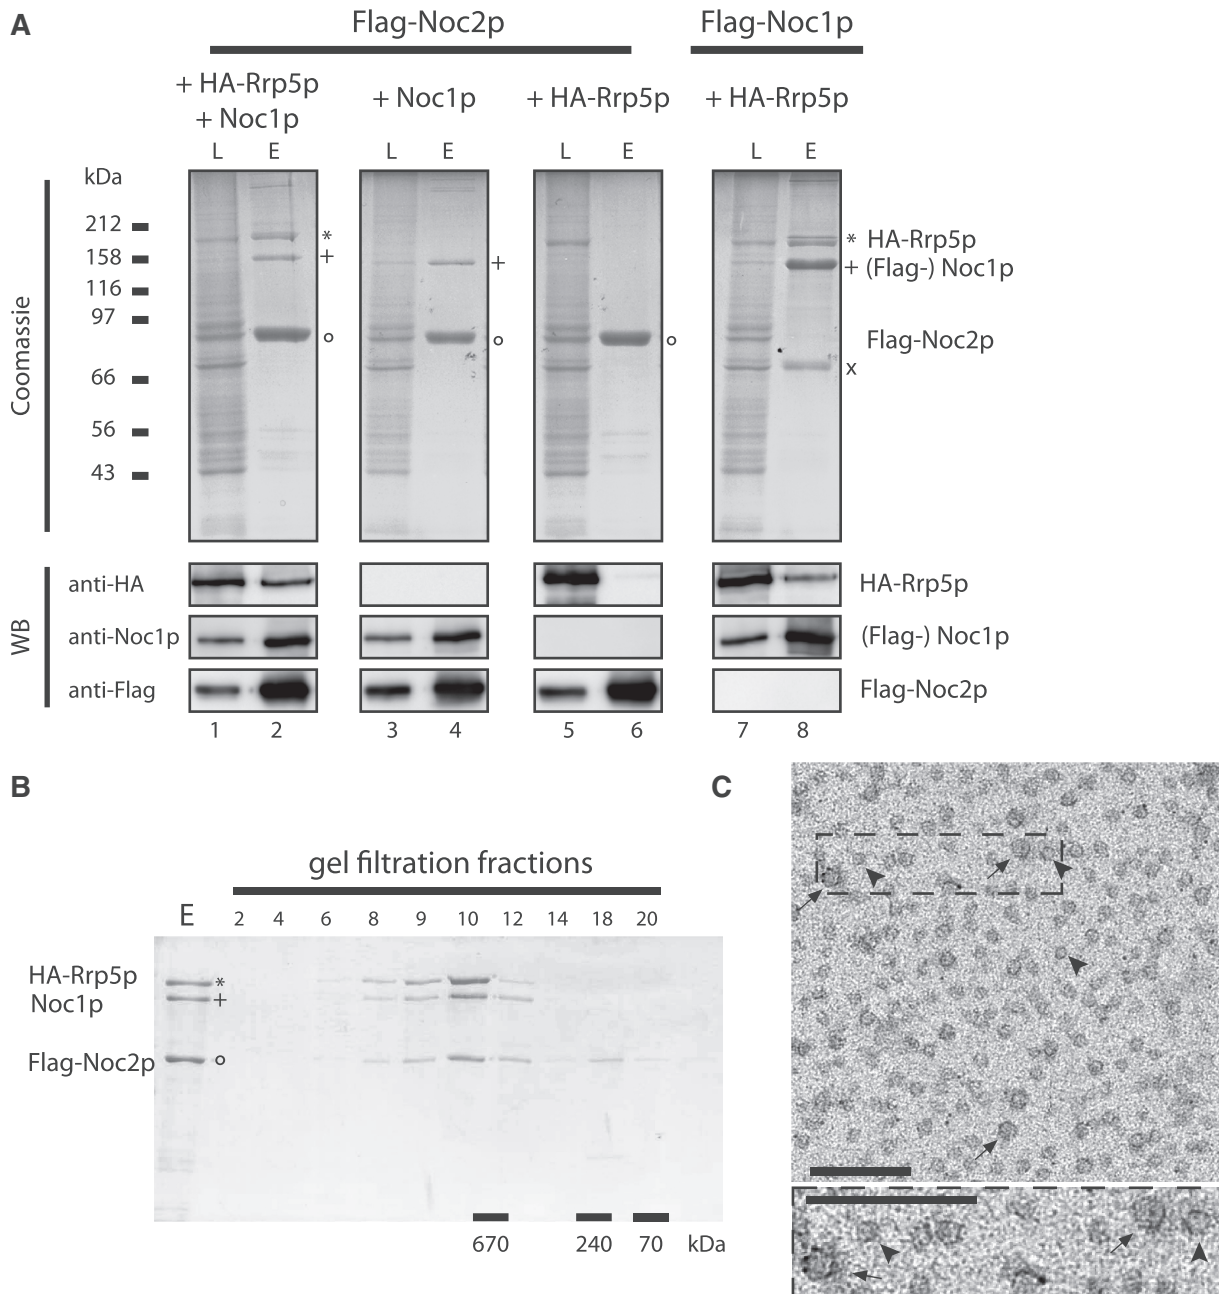 A
Flag-Noc2p
Flag-Noc1p
+ HA-Rrp5p
+ Noc1p
+ Noc1p
+ HA-Rrp5p
+ HA-Rrp5p
L E L E L E L E
kDa
212
158
116
97
66
56
43
Coomassie
*
+
o
+
o
o
* HA-Rrp5p
+ (Flag-) Noc1p
Flag-Noc2p
x
WB
anti-HA
HA-Rrp5p
anti-Noc1p
(Flag-) Noc1p
anti-Flag
Flag-Noc2p
1 2 3 4 5 6 7 8
B
gel filtration fractions
E 2 4 6 8 9 10 12 14 18 20
HA-Rrp5p *
Noc1p +
Flag-Noc2p o
670 240 70 kDa
C